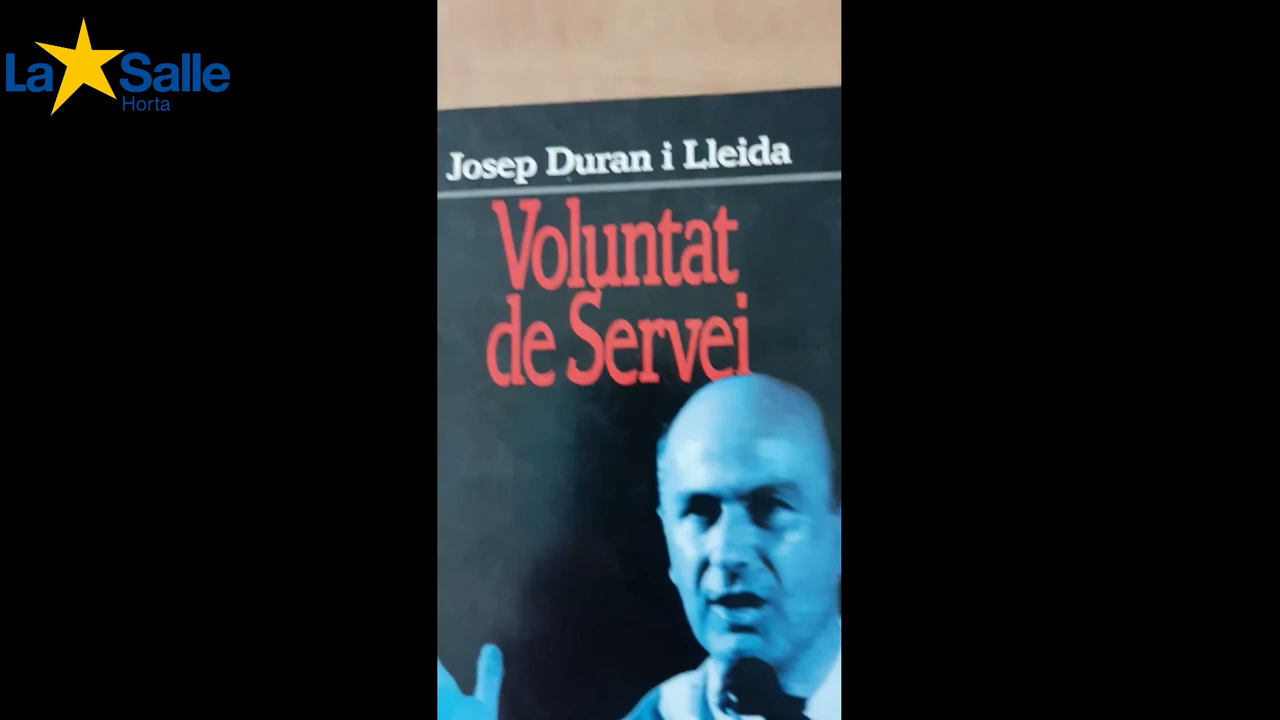 La Salle
Horta
Josep Duran i Lleida
Voluntat
de Servei